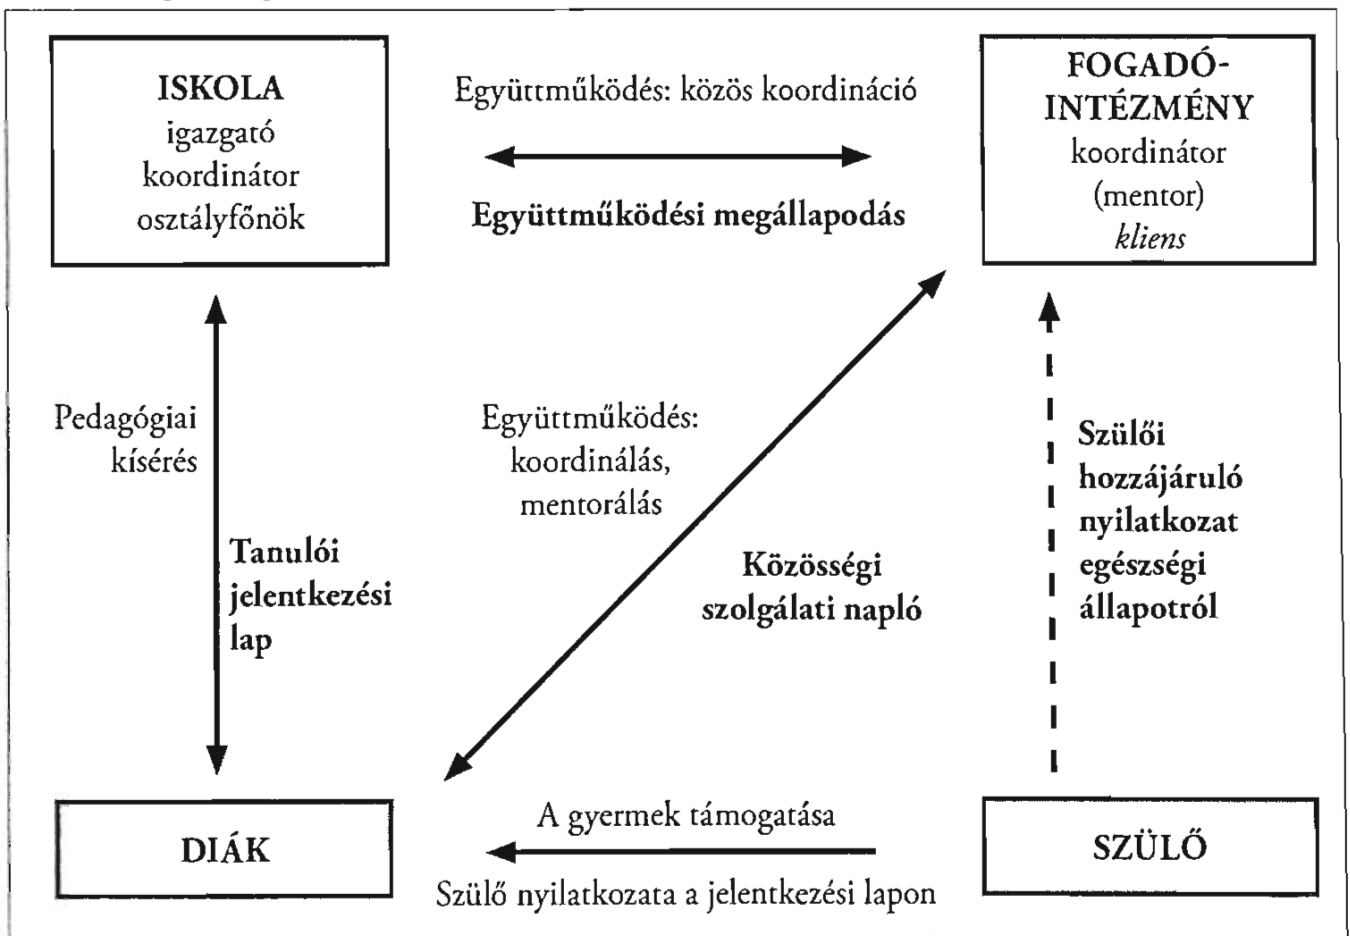 ISKOLA
igazgató
koordinátor
osztályfőnök
Együttműködés: közös koordináció
Együttműködési megállapodás
FOGADÓ-
INTÉZMÉNY
koordinátor
(mentor)
kliens
Pedagógiai
kísérés
Tanulói
jelentkezési
lap
Együttműködés:
koordinálás,
mentorálás
Közösségi
szolgálati napló
Szülői
hozzájáruló
nyilatkozat
egészségi
állapotról
DIÁK
A gyermek támogatása
Szülő nyilatkozata a jelentkezési lapon
SZÜLŐ